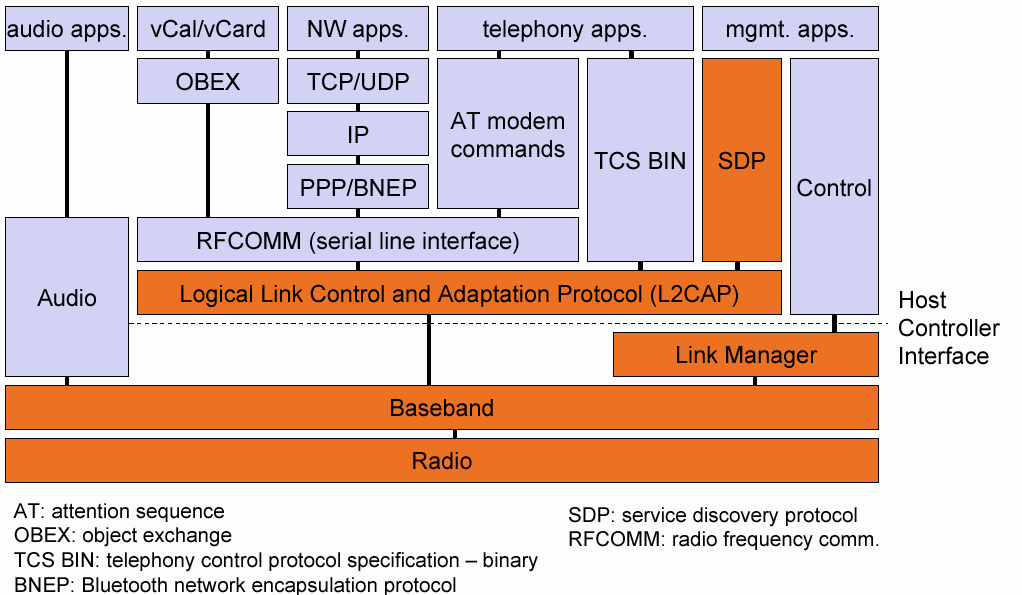 audio apps.
vCal/vCard
NW apps.
telephony apps.
mgmt. apps.
OBEX
TCP/UDP
AT modem
commands
TCS BIN
SDP
Control
IP
PPP/BNEP
RFCOMM (serial line interface)
Audio
Logical Link Control and Adaptation Protocol (L2CAP)
Host
Controller
Interface
Link Manager
Baseband
Radio
AT: attention sequence
OBEX: object exchange
TCS BIN: telephony control protocol specification – binary
BNEP: Bluetooth network encapsulation protocol
SDP: service discovery protocol
RFCOMM: radio frequency comm.